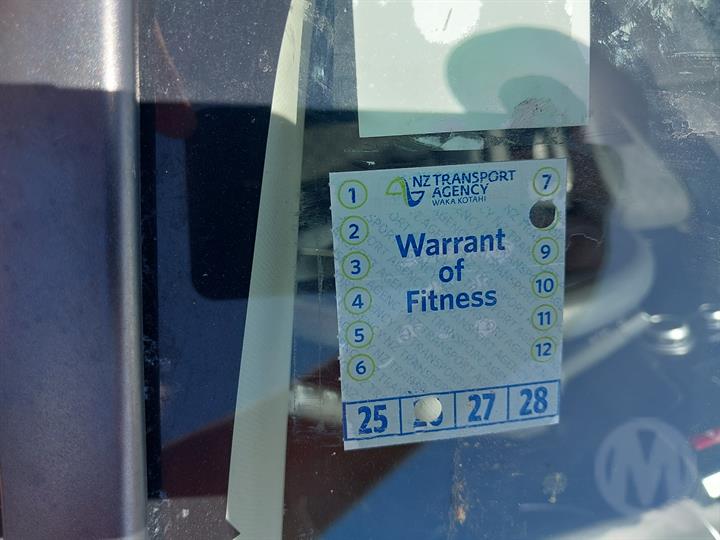 NZ TRANSPORT
AGENCY
WAKA KOTAHI
1
2
3
4
5
6
7
9
10
11
12
Warrant
of
Fitness
25 27 28
M